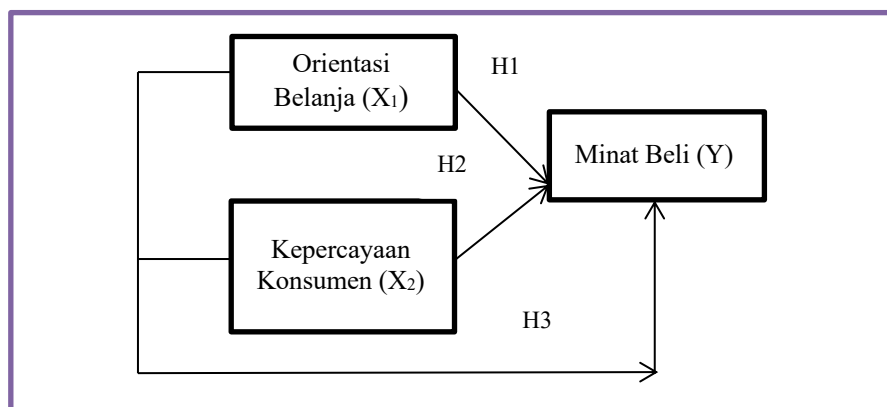 Orientasi
Belanja (X₁)
H1
Minat Beli (Y)
H2
Kepercayaan
Konsumen (X₂)
H3